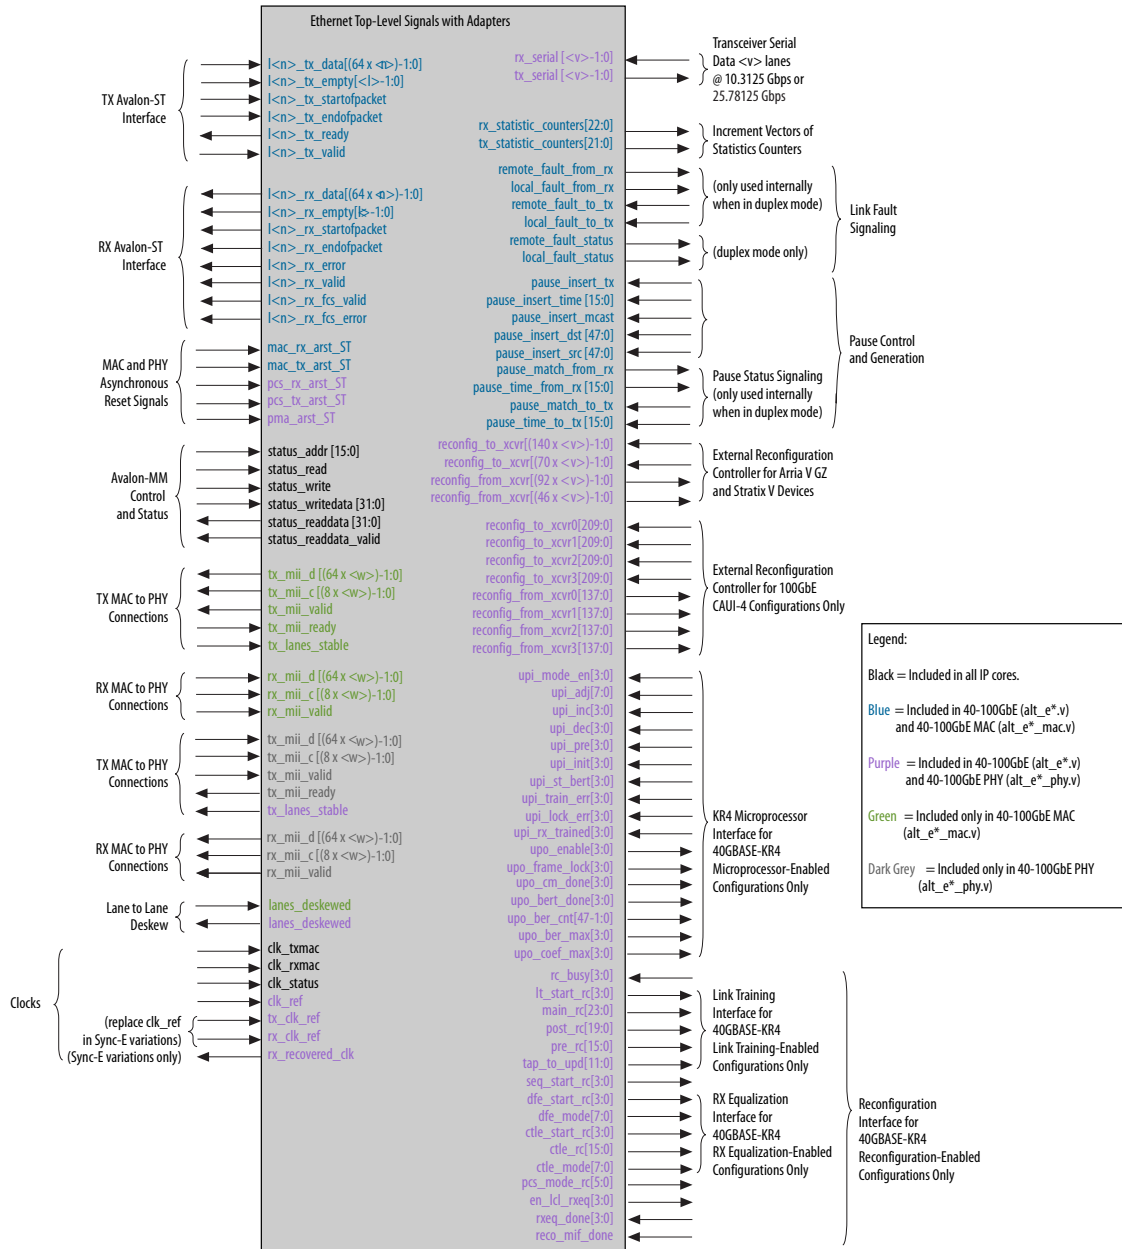 Ethernet Top-Level Signals with Adapters
TX Avalon-ST
Interface
l<n>_tx_data[(64 x <n>)-1:0]
l<n>_tx_empty[<l>-1:0]
l<n>_tx_startofpacket
l<n>_tx_endofpacket
l<n>_tx_ready
l<n>_tx_valid
RX Avalon-ST
Interface
l<n>_rx_data[(64 x <n>)-1:0]
l<n>_rx_empty[<l>-1:0]
l<n>_rx_startofpacket
l<n>_rx_endofpacket
l<n>_rx_error
l<n>_rx_valid
l<n>_rx_fcs_valid
l<n>_rx_fcs_error
MAC and PHY
Asynchronous
Reset Signals
mac_rx_arst_ST
mac_tx_arst_ST
pcs_rx_arst_ST
pcs_tx_arst_ST
pma_arst_ST
Avalon-MM
Control
and Status
status_addr [15:0]
status_read
status_write
status_writedata [31:0]
status_readdata [31:0]
status_readdata_valid
TX MAC to PHY
Connections
tx_mii_d [(64 x <w>)-1:0]
tx_mii_c [(8 x <w>)-1:0]
tx_mii_valid
tx_mii_ready
tx_lanes_stable
RX MAC to PHY
Connections
rx_mii_d [(64 x <w>)-1:0]
rx_mii_c [(8 x <w>)-1:0]
rx_mii_valid
TX MAC to PHY
Connections
tx_mii_d [(64 x <w>)-1:0]
tx_mii_c [(8 x <w>)-1:0]
tx_mii_valid
tx_mii_ready
tx_lanes_stable
RX MAC to PHY
Connections
rx_mii_d [(64 x <w>)-1:0]
rx_mii_c [(8 x <w>)-1:0]
rx_mii_valid
Lane to Lane
Deskew
lanes_deskewed
lanes_deskewed
Clocks
clk_txmac
clk_rxmac
clk_status
clk_ref
(replace clk_ref
in Sync-E variations)
(Sync-E variations only)
tx_clk_ref
rx_clk_ref
rx_recovered_clk
rx_serial [<v>-1:0]
tx_serial [<v>-1:0]
Transceiver Serial
Data <v> lanes
@ 10.3125 Gbps or
25.78125 Gbps
rx_statistic_counters[22:0]
tx_statistic_counters[21:0]
Increment Vectors of
Statistics Counters
remote_fault_from_rx
local_fault_from_rx
remote_fault_to_tx
local_fault_to_tx
remote_fault_status
local_fault_status
(only used internally
when in duplex mode)
(duplex mode only)
Link Fault
Signaling
pause_insert_tx
pause_insert_time [15:0]
pause_insert_mcast
pause_insert_dst [47:0]
pause_insert_src [47:0]
pause_match_from_rx
pause_time_from_rx [15:0]
pause_match_to_tx
pause_time_to_tx [15:0]
Pause Status Signaling
(only used internally
when in duplex mode)
Pause Control
and Generation
reconfig_to_xcvr[(140 x <v>)-1:0]
reconfig_to_xcvr[(70 x <v>)-1:0]
reconfig_from_xcvr[(92 x <v>)-1:0]
reconfig_from_xcvr[(46 x <v>)-1:0]
External Reconfiguration
Controller for Arria V GZ
and Stratix V Devices
reconfig_to_xcvr0[209:0]
reconfig_to_xcvr1[209:0]
reconfig_to_xcvr2[209:0]
reconfig_to_xcvr3[209:0]
reconfig_from_xcvr0[137:0]
reconfig_from_xcvr1[137:0]
reconfig_from_xcvr2[137:0]
reconfig_from_xcvr3[137:0]
External Reconfiguration
Controller for 100GbE
CAUI-4 Configurations Only
upi_mode_en[3:0]
upi_adj[7:0]
upi_inc[3:0]
upi_dec[3:0]
upi_pre[3:0]
upi_init[3:0]
upi_st_bert[3:0]
upi_train_err[3:0]
upi_lock_err[3:0]
upi_rx_trained[3:0]
upo_enable[3:0]
upo_frame_lock[3:0]
upo_cm_done[3:0]
upo_bert_done[3:0]
upo_ber_cnt[47-1:0]
upo_ber_max[3:0]
upo_coef_max[3:0]
KR4 Microprocessor
Interface for
40GBASE-KR4
Microprocessor-Enabled
Configurations Only
rc_busy[3:0]
lt_start_rc[3:0]
main_rc[23:0]
post_rc[19:0]
pre_rc[15:0]
tap_to_upd[11:0]
seq_start_rc[3:0]
dfe_start_rc[3:0]
dfe_mode[7:0]
ctle_start_rc[3:0]
ctle_rc[15:0]
ctle_mode[7:0]
pcs_mode_rc[5:0]
en_lcl_rxeq[3:0]
rxeq_done[3:0]
reco_mif_done
Link Training
Interface for
40GBASE-KR4
Link Training-Enabled
Configurations Only
RX Equalization
Interface for
40GBASE-KR4
RX Equalization-Enabled
Configurations Only
Reconfiguration
Interface for
40GBASE-KR4
Reconfiguration-Enabled
Configurations Only
Legend:
Black = Included in all IP cores.
Blue = Included in 40-100GbE (alt_e*.v)
and 40-100GbE MAC (alt_e*_mac.v)
Purple = Included in 40-100GbE (alt_e*.v)
and 40-100GbE PHY (alt_e*_phy.v)
Green = Included only in 40-100GbE MAC
(alt_e*_mac.v)
Dark Grey = Included only in 40-100GbE PHY
(alt_e*_phy.v)